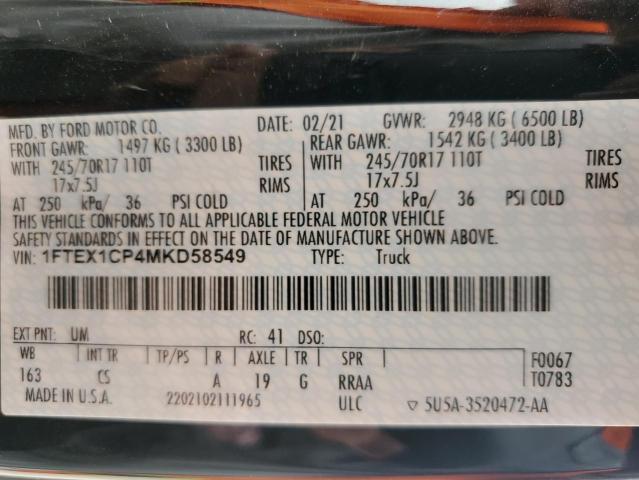 MFD. BY FORD MOTOR CO. DATE: 02/21 GVWR: 2948 KG ( 6500 LB)
FRONT GAWR: 1497 KG ( 3300 LB) REAR GAWR: 1542 KG ( 3400 LB)
WITH 245/70R17 110T TIRES WITH 245/70R17 110T TIRES
17x7.5J RIMS 17x7.5J RIMS
AT 250 kPa/ 36 PSI COLD AT 250 kPa/ 36 PSI COLD
THIS VEHICLE CONFORMS TO ALL APPLICABLE FEDERAL MOTOR VEHICLE
SAFETY STANDARDS IN EFFECT ON THE DATE OF MANUFACTURE SHOWN ABOVE.
VIN: 1FTEX1CP4MKD58549 TYPE: Truck
EXT PNT: UM RC: 41 DSO:
WB INT TR TP/PS R AXLE TR SPR F0067
163 CS A 19 G RRAA T0783
MADE IN U.S.A. 2202102111965 ULC ▽ 5U5A-3520472-AA